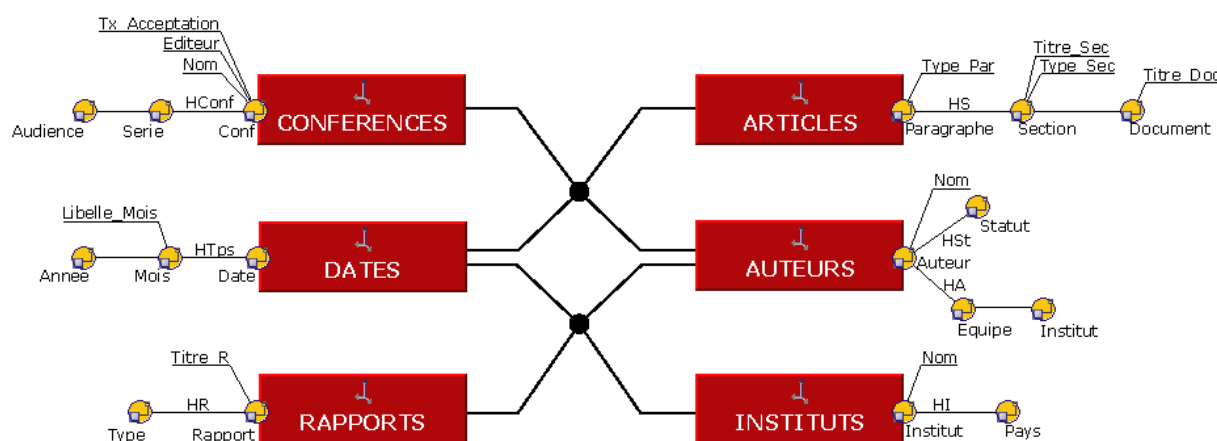 Tx_Acceptation
Editeur
Nom
HConf
Audience
Serie
Conf
CONFERENCES
ARTICLES
Type_Par
Titre_Sec
Type_Sec
Titre_Doc
HS
Paragraphe
Section
Document
Libelle_Mois
HTps
Annee
Mois
Date
DATES
AUTEURS
Nom
HSt
Statut
Auteur
HA
Equipe
Institut
Titre_R
HR
Type
Rapport
RAPPORTS
INSTITUTS
Nom
HI
Institut
Pays